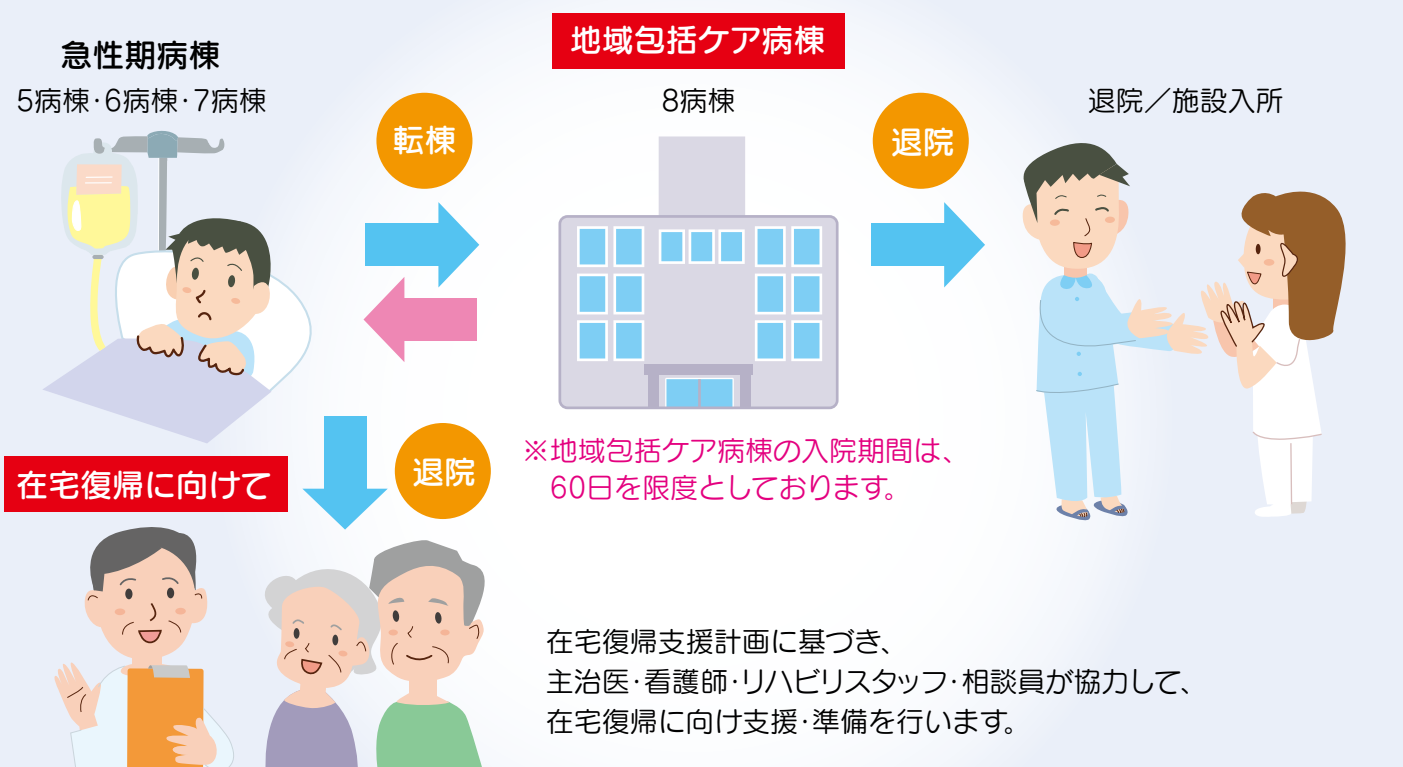 急性期病棟
5病棟・6病棟・7病棟
転棟
地域包括ケア病棟
8病棟
退院
退院／施設入所
※地域包括ケア病棟の入院期間は、
60日を限度としております。
退院
在宅復帰に向けて
在宅復帰支援計画に基づき、
主治医・看護師・リハビリスタッフ・相談員が協力して、
在宅復帰に向け支援・準備を行います。